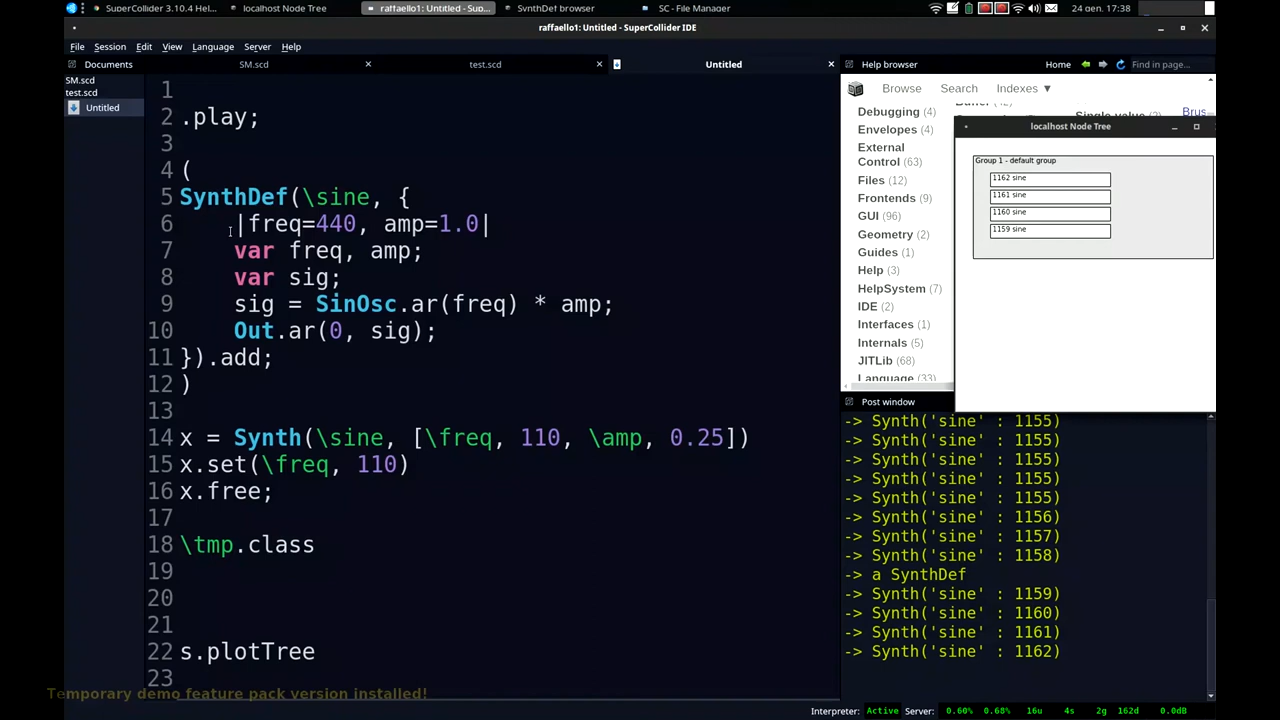 SuperCollider 3.10.4 Hel...
localhost Node Tree
raffaello1: Untitled - Sup...
SynthDef browser
SC - File Manager
24 gen, 17:38
raffaello1: Untitled - SuperCollider IDE
File Session Edit View Language Server Help
Documents
SM.scd
test.scd
Untitled
SM.scd
test.scd
Untitled
1
2 .play;
3
4 (
5 SynthDef(\sine, {
6 |freq=440, amp=1.0|
7 var freq, amp;
8 var sig;
9 sig = SinOsc.ar(freq) * amp;
10 Out.ar(0, sig);
11 }).add;
12 )
13
14 x = Synth(\sine, [\freq, 110, \amp, 0.25])
15 x.set(\freq, 110)
16 x.free;
17
18 \tmp.class
19
20
21
22 s.plotTree
23
Temporary demo feature pack version installed!
Help browser
Home
Find in page...
Browse Search Indexes ▼
Debugging (4)
Envelopes (4)
External
Control (63)
Files (12)
Frontends (9)
GUI (96)
Geometry (2)
Guides (1)
Help (3)
HelpSystem (7)
IDE (2)
Interfaces (1)
Internals (5)
JITLib (68)
Language (33)
localhost Node Tree
Group 1 - default group
1162 sine
1161 sine
1160 sine
1159 sine
Post window
-> Synth('sine' : 1155)
-> Synth('sine' : 1155)
-> Synth('sine' : 1155)
-> Synth('sine' : 1155)
-> Synth('sine' : 1155)
-> Synth('sine' : 1156)
-> Synth('sine' : 1157)
-> Synth('sine' : 1158)
-> a SynthDef
-> Synth('sine' : 1159)
-> Synth('sine' : 1160)
-> Synth('sine' : 1161)
-> Synth('sine' : 1162)
Interpreter: Active Server: 0.60% 0.68% 16u 4s 2g 162d 0.0dB